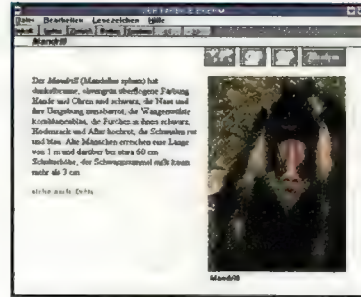 Datei Bearbeiten Lesezeichen Hilfe
Mandrill
Der Mandrill (Mandrillus sphinx) hat
dunkelbraune, olivengrün überflogene Färbung
Hände und Ohren sind schwarz, die Nase und
ihre Umgebung zinnoberrot, die Wangenwülste
kornblumenblau, die Furchen in ihnen schwarz,
Hodensack und After hochrot, die Schwielen rot
und blau. Alte Männchen erreichen eine Länge
von 1 m und darüber bei etwa 60 cm
Schulterhöhe, der Schwanzstummel mißt kaum
mehr als 3 cm
siehe auch:
Mandrill